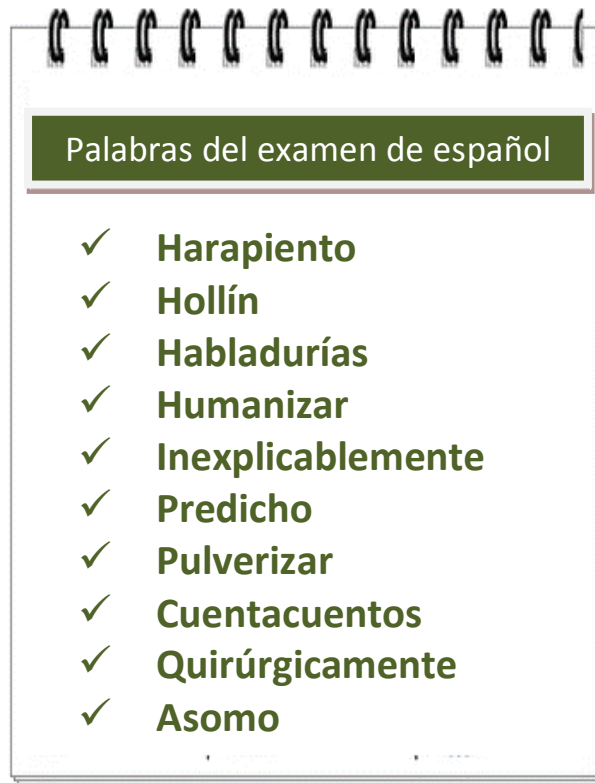 Palabras del examen de español
✓ Harapiento
✓ Hollín
✓ Habladurías
✓ Humanizar
✓ Inexplicablemente
✓ Predicho
✓ Pulverizar
✓ Cuentacuentos
✓ Quirúrgicamente
✓ Asomo